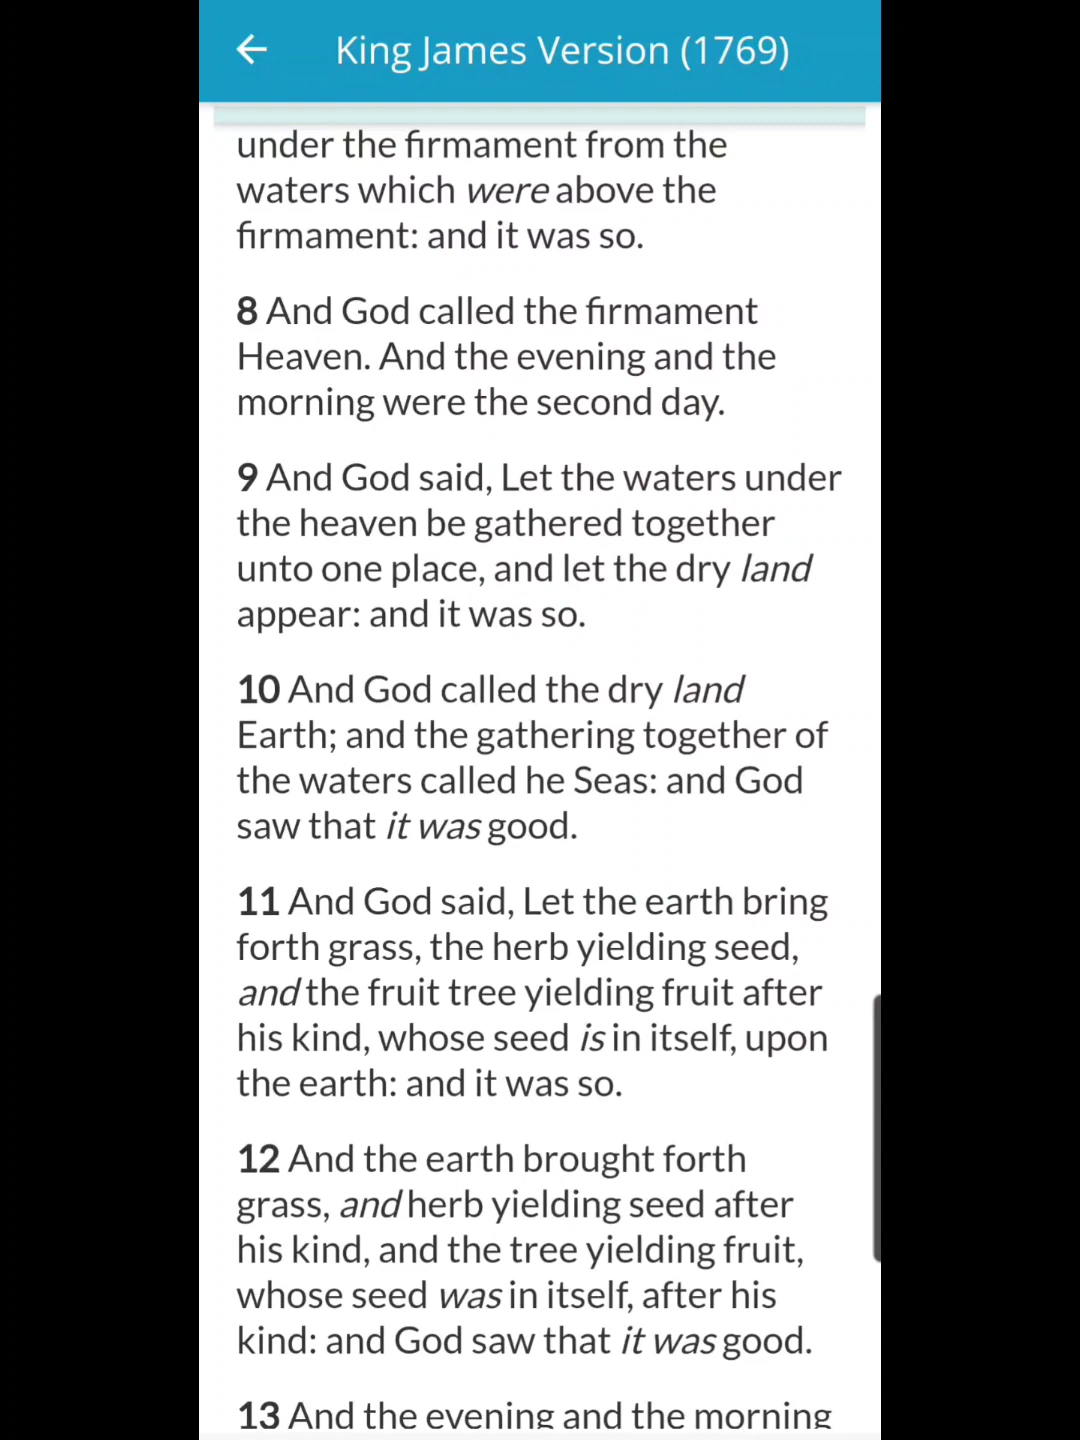 King James Version (1769)
under the firmament from the
waters which were above the
firmament: and it was so.
8 And God called the firmament
Heaven. And the evening and the
morning were the second day.
9 And God said, Let the waters under
the heaven be gathered together
unto one place, and let the dry land
appear: and it was so.
10 And God called the dry land
Earth; and the gathering together of
the waters called he Seas: and God
saw that it was good.
11 And God said, Let the earth bring
forth grass, the herb yielding seed,
and the fruit tree yielding fruit after
his kind, whose seed is in itself, upon
the earth: and it was so.
12 And the earth brought forth
grass, and herb yielding seed after
his kind, and the tree yielding fruit,
whose seed was in itself, after his
kind: and God saw that it was good.
13 And the evening and the morning